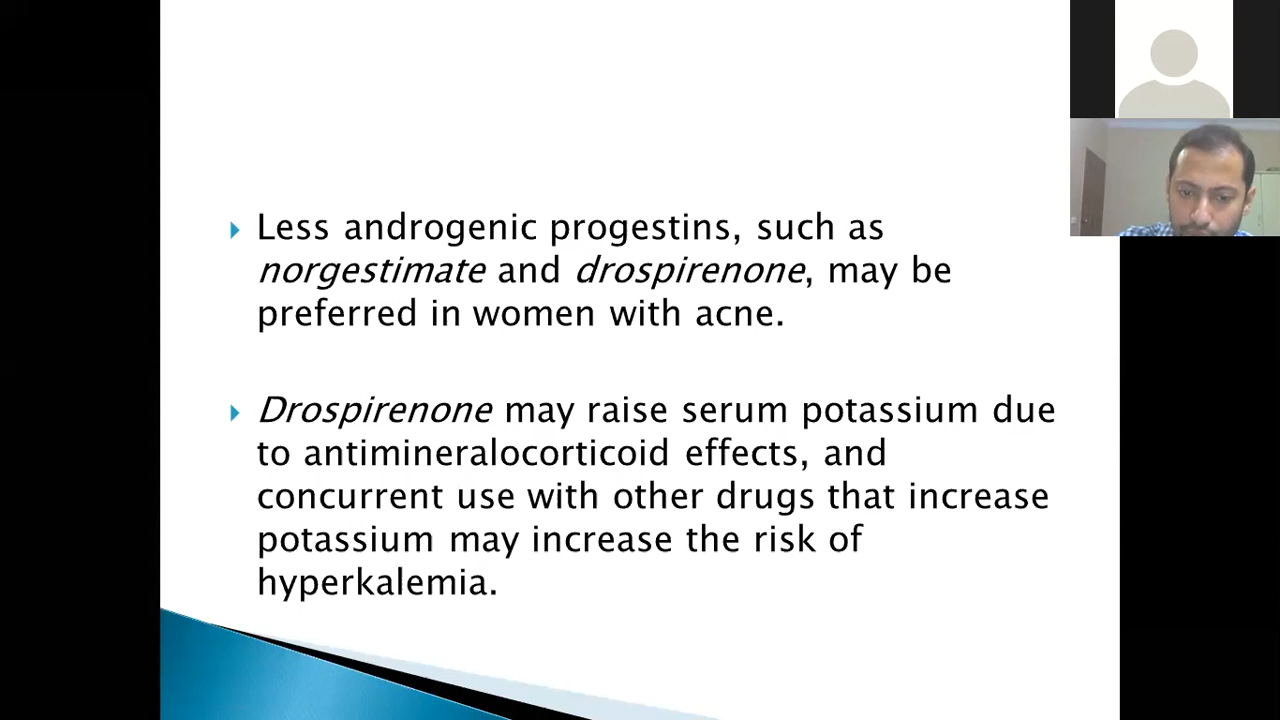 Less androgenic progestins, such as
norgestimate and drospirenone, may be
preferred in women with acne.
Drospirenone may raise serum potassium due
to antimineralocorticoid effects, and
concurrent use with other drugs that increase
potassium may increase the risk of
hyperkalemia.